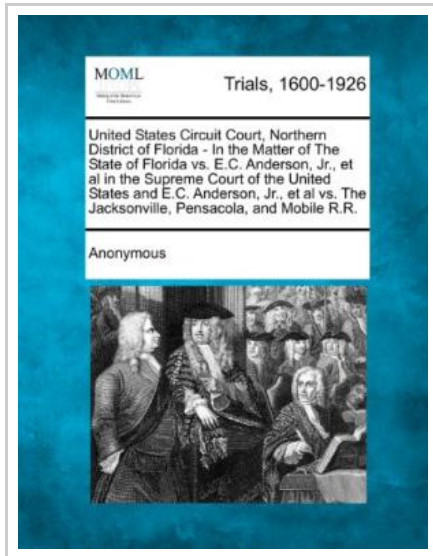 MOML
Trials, 1600-1926
United States Circuit Court, Northern
District of Florida - In the Matter of The
State of Florida vs. E.C. Anderson, Jr., et
al in the Supreme Court of the United
States and E.C. Anderson, Jr., et al vs. The
Jacksonville, Pensacola, and Mobile R.R.
Anonymous